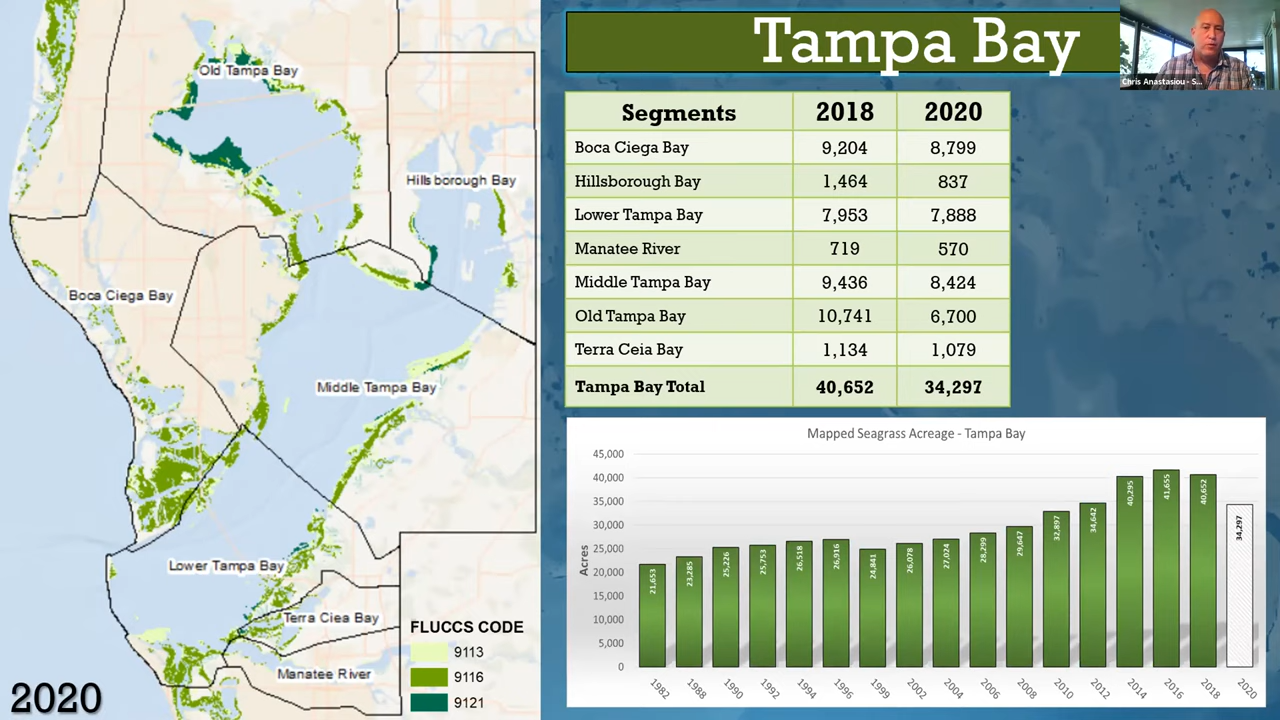 Old Tampa Bay
Hillsborough Bay
Boca Ciega Bay
Middle Tampa Bay
Lower Tampa Bay
Terra Ciea Bay
Manatee River
FLUCCS CODE
9113
9116
9121
2020
Tampa Bay
Chris Anastasiou - S...
Segments 2018 2020
Boca Ciega Bay 9,204 8,799
Hillsborough Bay 1,464 837
Lower Tampa Bay 7,953 7,888
Manatee River 719 570
Middle Tampa Bay 9,436 8,424
Old Tampa Bay 10,741 6,700
Terra Ceia Bay 1,134 1,079
Tampa Bay Total 40,652 34,297
Mapped Seagrass Acreage - Tampa Bay
Acres
45,000
40,000
35,000
30,000
25,000
20,000
15,000
10,000
5,000
0
21,653 23,285 25,226 25,753 26,518 26,916 24,841 26,078 27,024 28,299 29,647 32,897 34,642 40,295 41,655 40,652 34,297
1982 1988 1990 1992 1994 1996 1999 2002 2004 2006 2008 2010 2012 2014 2016 2018 2020